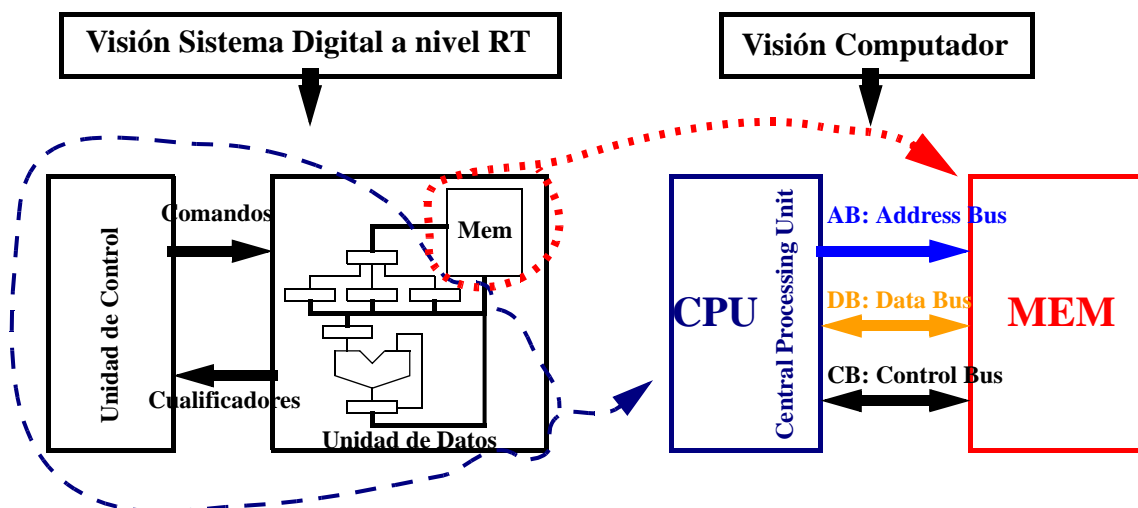 Visión Sistema Digital a nivel RT
Visión Computador
Unidad de Control
Comandos
Cualificadores
Mem
Unidad de Datos
CPU
Central Processing Unit
AB: Address Bus
DB: Data Bus
CB: Control Bus
MEM